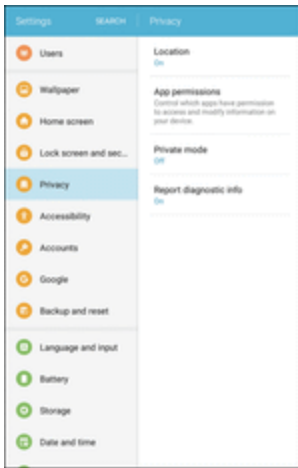 Settings
SEARCH
Privacy
Users
Wallpaper
Home screen
Lock screen and sec...
Privacy
Accessibility
Accounts
Google
Backup and reset
Language and input
Battery
Storage
Date and time
Location
On
App permissions
Control which apps have permission
to access and modify information on
your device.
Private mode
Off
Report diagnostic info
On